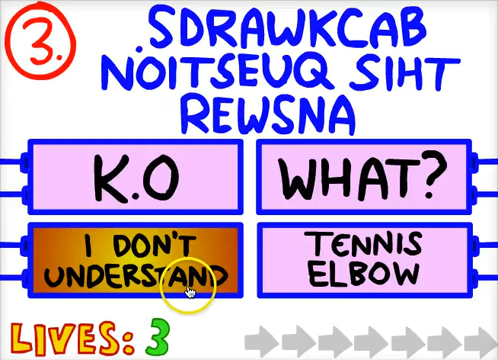 3.
.SDRAWKCAB
NOITSEUQ SIHT
REWSNA
K.O
WHAT?
I DON'T
UNDERSTAND
TENNIS
ELBOW
LIVES: 3